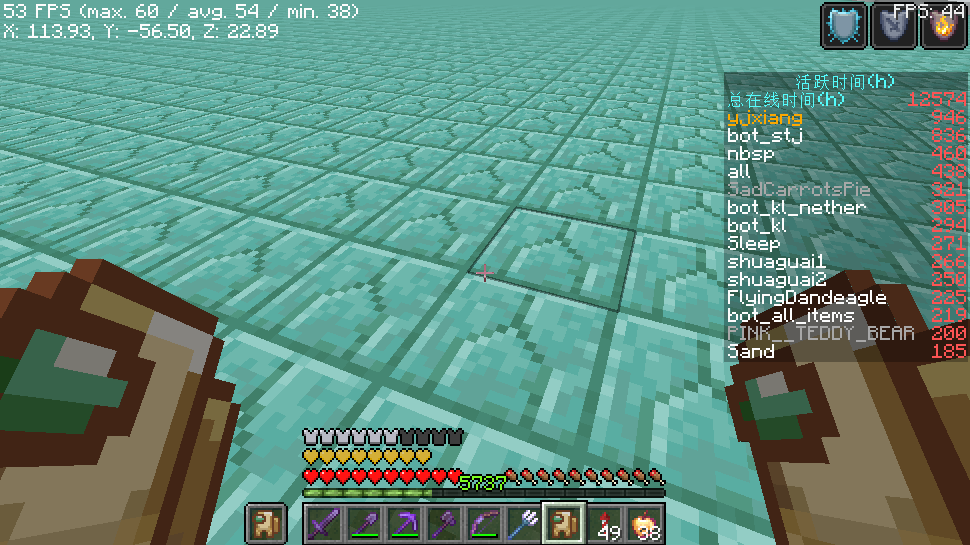 53 FPS (max. 60 / avg. 54 / min. 38)
X: 113.93, Y: -56.50, Z: 22.89
FPS: 44
活跃时间(h)
总在线时间(h) 12574
yjxiang 946
bot_stj 836
nbsp 460
all 438
SadCarrotsPie 321
bot_kl_nether 305
bot_kl 294
Sleep 271
shuaguai1 266
shuaguai2 250
FlyingDandeagle 225
bot_all_items 219
PINK__TEDDY_BEAR 200
Sand 185
5787
49
38